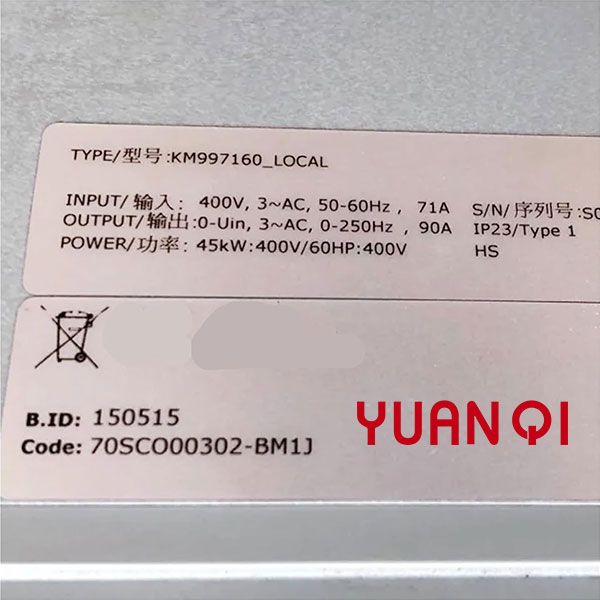 TYPE/型号:KM997160_LOCAL
INPUT/ 输入: 400V, 3~AC, 50-60Hz , 71A S/N/序列号:S0
OUTPUT/输出:0-Uin, 3~AC, 0-250Hz , 90A IP23/Type 1
POWER/功率: 45kW:400V/60HP:400V HS
B.ID: 150515
YUANQI
Code: 70SCO00302-BM1J